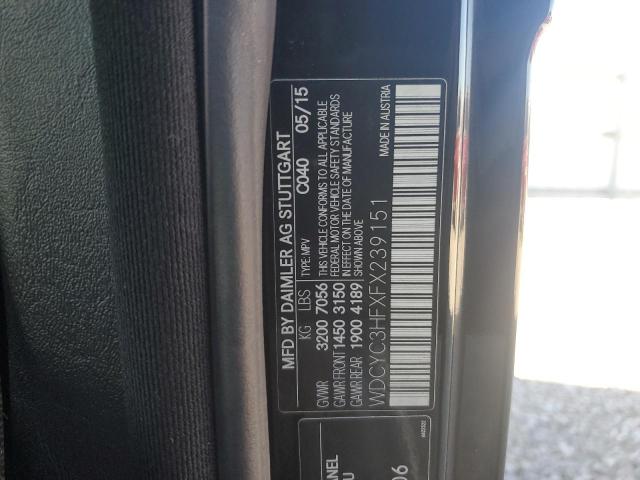 MFD BY DAIMLER AG STUTTGART
KG LBS TYPE:MPV C040 05/15
GVWR 3200 7056 THIS VEHICLE CONFORMS TO ALL APPLICABLE
GAWR FRONT 1450 3150 FEDERAL MOTOR VEHICLE SAFETY STANDARDS
IN EFFECT ON THE DATE OF MANUFACTURE
GAWR REAR 1900 4189 SHOWN ABOVE
WDCYC3HFXFX239151
MADE IN AUSTRIA
ANEL
U
06